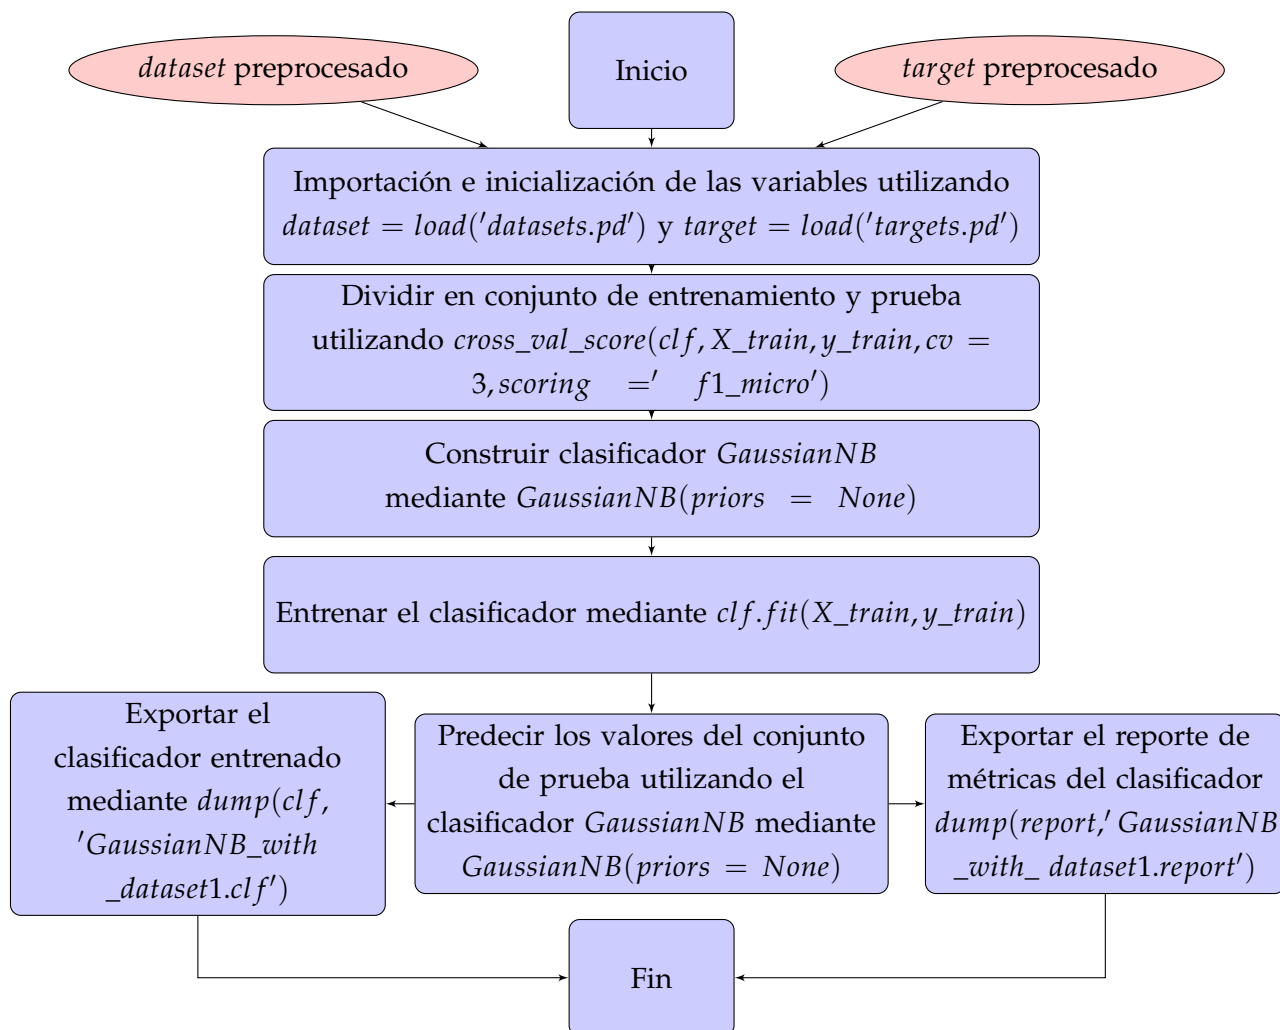 dataset preprocesado
Inicio
target preprocesado
Importación e inicialización de las variables utilizando
dataset = load('datasets.pd') y target = load('targets.pd')
Dividir en conjunto de entrenamiento y prueba
utilizando cross_val_score(clf, X_train, y_train, cv =
3, scoring =' f1_micro')
Construir clasificador GaussianNB
mediante GaussianNB(priors = None)
Entrenar el clasificador mediante clf.fit(X_train, y_train)
Exportar el
clasificador entrenado
mediante dump(clf,
'GaussianNB_with
_dataset1.clf')
Predecir los valores del conjunto
de prueba utilizando el
clasificador GaussianNB mediante
GaussianNB(priors = None)
Exportar el reporte de
métricas del clasificador
dump(report,' GaussianNB
_with_ dataset1.report')
Fin